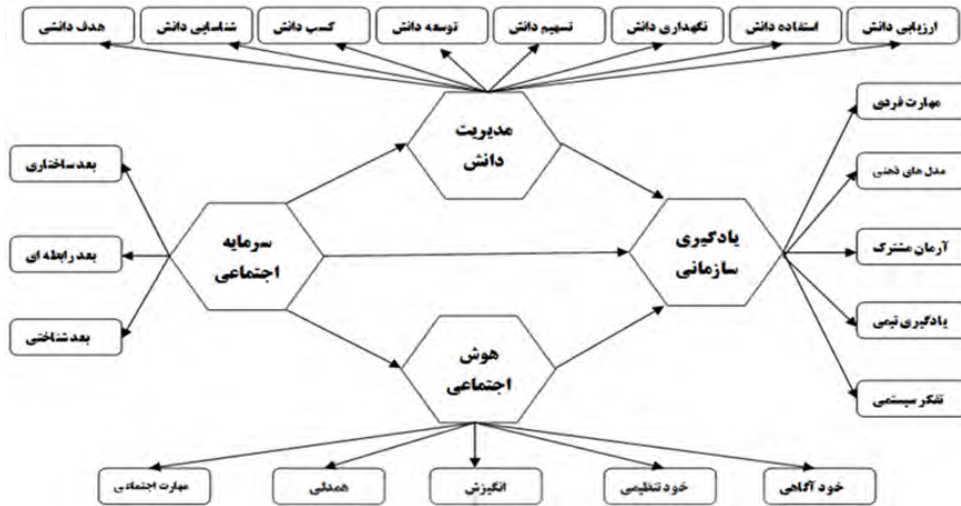 ارزیابی دانش
استفاده دانش
نگهداری دانش
تسهیم دانش
توسعه دانش
کسب دانش
شناسایی دانش
هدف دانشی
مدیریت
دانش
سرمایه
اجتماعی
یادگیری
سازمانی
هوش
اجتماعی
مهارت فردی
مدل های ذهنی
آرمان مشترک
یادگیری تیمی
تفکر سیستمی
بعد ساختاری
بعد رابطه ای
بعد شناختی
خود آگاهی
خود تنظیمی
انگیزش
همدلی
مهارت اجتماعی